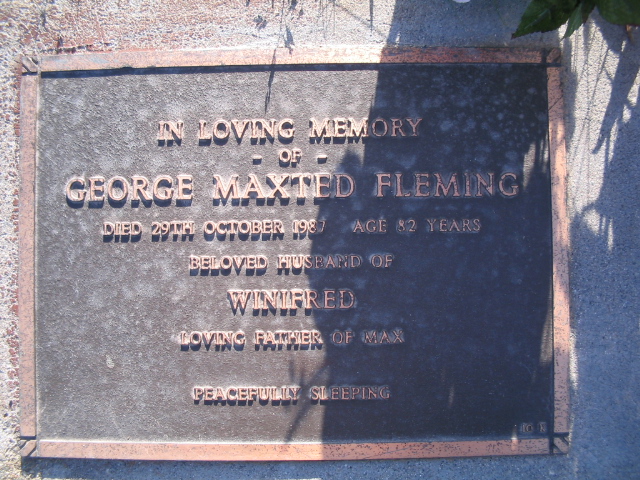 IN LOVING MEMORY
- OF -
GEORGE MAXTED FLEMING
DIED 29TH OCTOBER 1987 AGE 82 YEARS
BELOVED HUSBAND OF
WINIFRED
LOVING FATHER OF MAX
PEACEFULLY SLEEPING